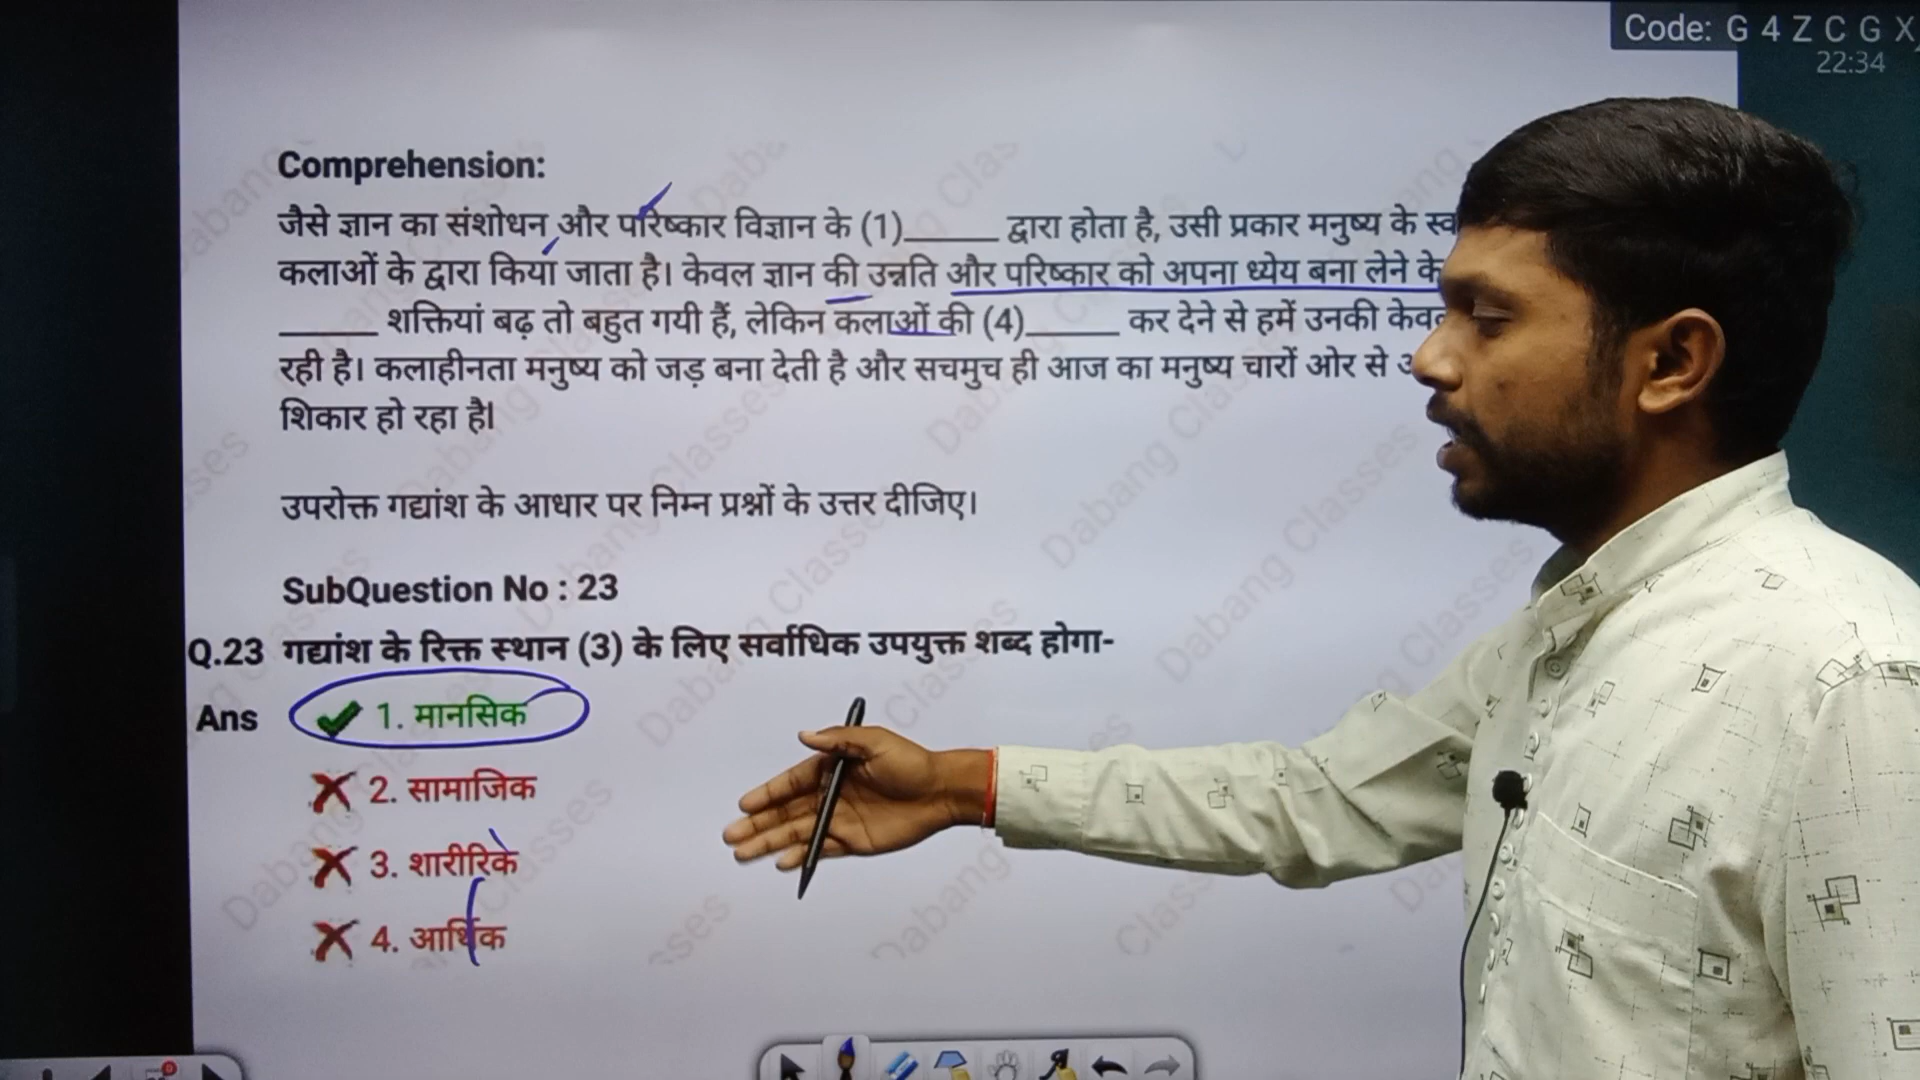 Code: G 4 Z C G X
22:34
Comprehension:
जैसे ज्ञान का संशोधन और परिष्कार विज्ञान के (1)______ द्वारा होता है, उसी प्रकार मनुष्य के
कलाओं के द्वारा किया जाता है। केवल ज्ञान की उन्नति और परिष्कार को अपना ध्येय बना लेने के
______ शक्तियां बढ़ तो बहुत गयी हैं, लेकिन कलाओं की (4)______ कर देने से हमें उनकी
रही है। कलाहीनता मनुष्य को जड़ बना देती है और सचमुच ही आज का मनुष्य चारों ओर से
शिकार हो रहा है।
उपरोक्त गद्यांश के आधार पर निम्न प्रश्नों के उत्तर दीजिए।
SubQuestion No : 23
Q.23 गद्यांश के रिक्त स्थान (3) के लिए सर्वाधिक उपयुक्त शब्द होगा-
Ans 1. मानसिक
2. सामाजिक
3. शारीरिक
4. आर्थिक
Dabang Classes